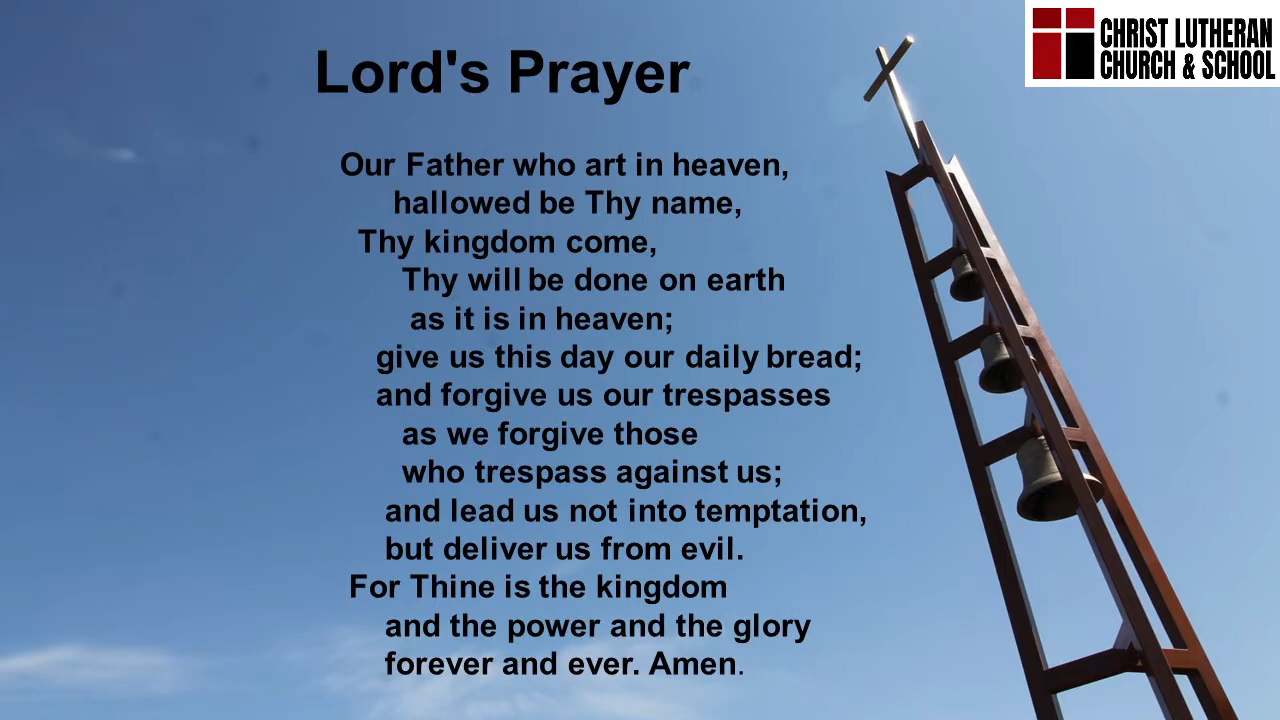 Lord's Prayer
CHRIST LUTHERAN
CHURCH & SCHOOL
Our Father who art in heaven,
hallowed be Thy name,
Thy kingdom come,
Thy will be done on earth
as it is in heaven;
give us this day our daily bread;
and forgive us our trespasses
as we forgive those
who trespass against us;
and lead us not into temptation,
but deliver us from evil.
For Thine is the kingdom
and the power and the glory
forever and ever. Amen.